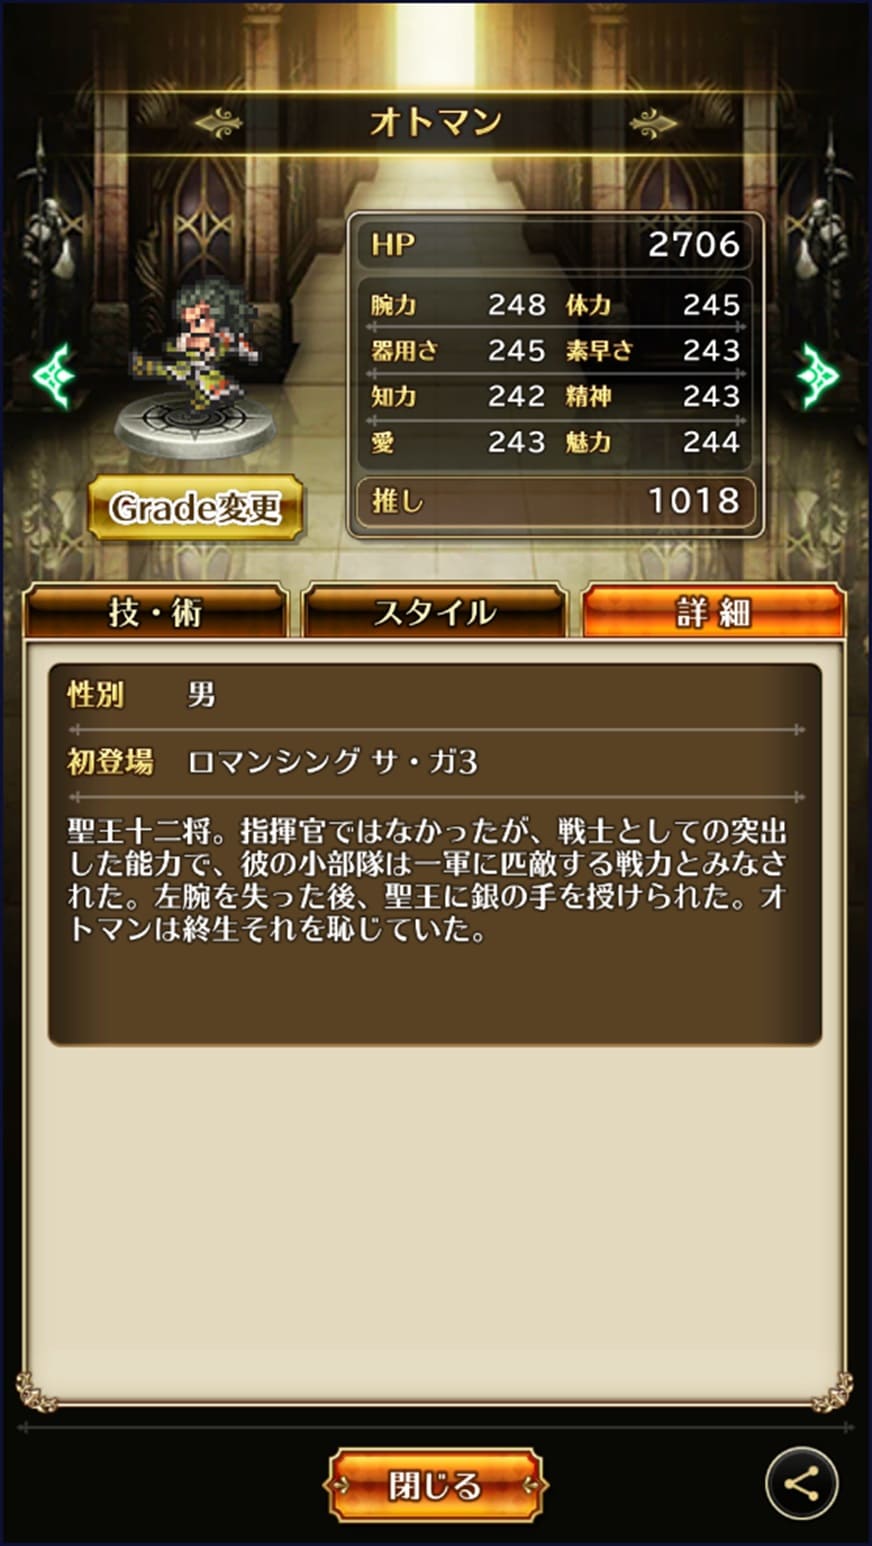 オトマン
HP 2706
腕力 248 体力 245
器用さ 245 素早さ 243
知力 242 精神 243
愛 243 魅力 244
推し 1018
Grade変更
技・術 スタイル 詳細
性別 男
初登場 ロマンシング サ・ガ3
聖王十二将。指揮官ではなかったが、戦士としての突出
した能力で、彼の小部隊は一軍に匹敵する戦力とみなさ
れた。左腕を失った後、聖王に銀の手を授けられた。オ
トマンは終生それを恥じていた。
閉じる